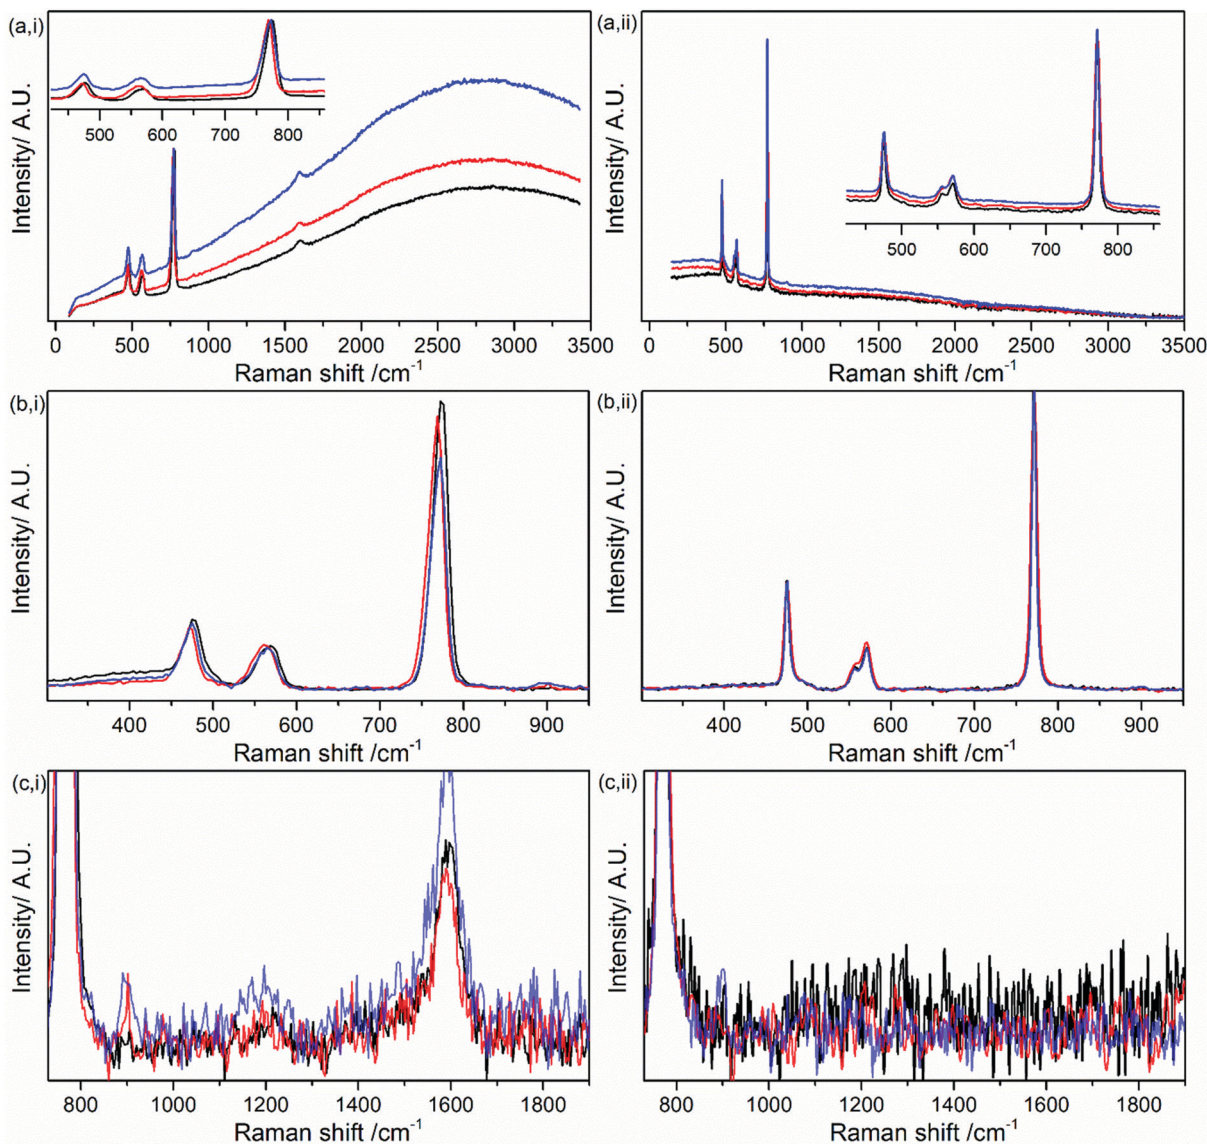 (a,i)
Intensity/ A.U.
500 600 700 800
0 500 1000 1500 2000 2500 3000 3500
Raman shift /cm-1
(a,ii)
Intensity/ A.U.
500 600 700 800
0 500 1000 1500 2000 2500 3000 3500
Raman shift /cm-1
(b,i)
Intensity/ A.U.
400 500 600 700 800 900
Raman shift /cm-1
(b,ii)
Intensity/ A.U.
400 500 600 700 800 900
Raman shift /cm-1
(c,i)
Intensity/ A.U.
800 1000 1200 1400 1600 1800
Raman shift /cm-1
(c,ii)
Intensity/ A.U.
800 1000 1200 1400 1600 1800
Raman shift /cm-1